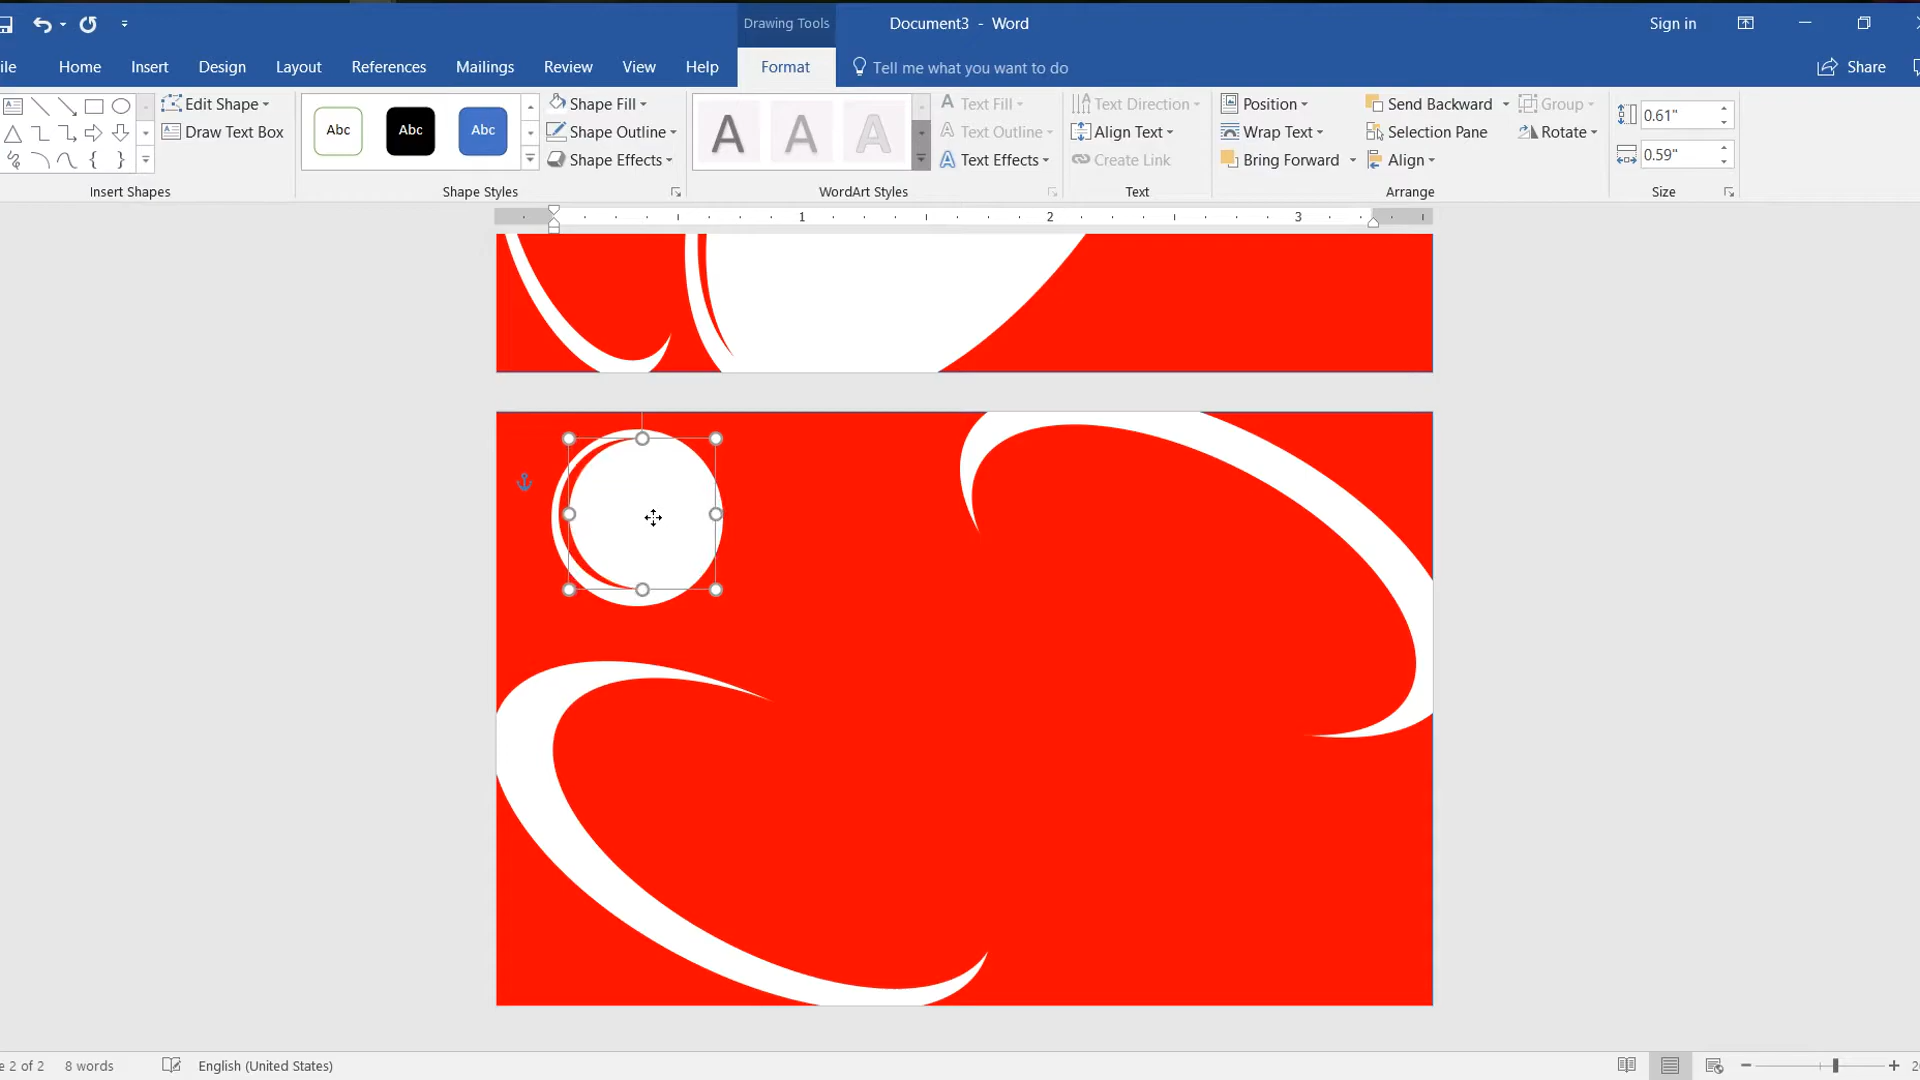 Drawing Tools
Document3 - Word
Sign in
ile
Home
Insert
Design
Layout
References
Mailings
Review
View
Help
Format
Tell me what you want to do
Share
Edit Shape
Draw Text Box
Insert Shapes
Abc
Abc
Abc
Shape Fill
Shape Outline
Shape Effects
Shape Styles
A
A
A
Text Fill
Text Outline
Text Effects
WordArt Styles
Text Direction
Align Text
Create Link
Text
Position
Wrap Text
Bring Forward
Send Backward
Selection Pane
Align
Group
Rotate
Arrange
0.61"
0.59"
Size
1
2
3
e 2 of 2
8 words
English (United States)